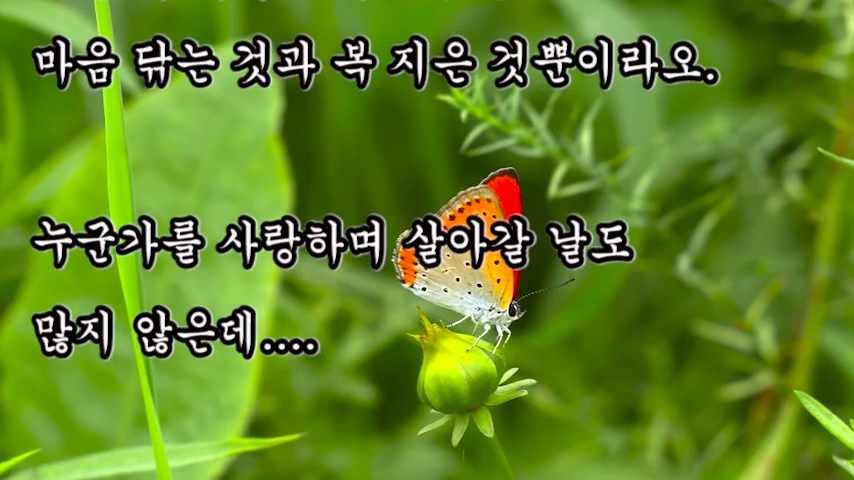 마음 닦는 것과 복 지은 것뿐이라오.
누군가를 사랑하며 살아갈 날도
많지 않은데....